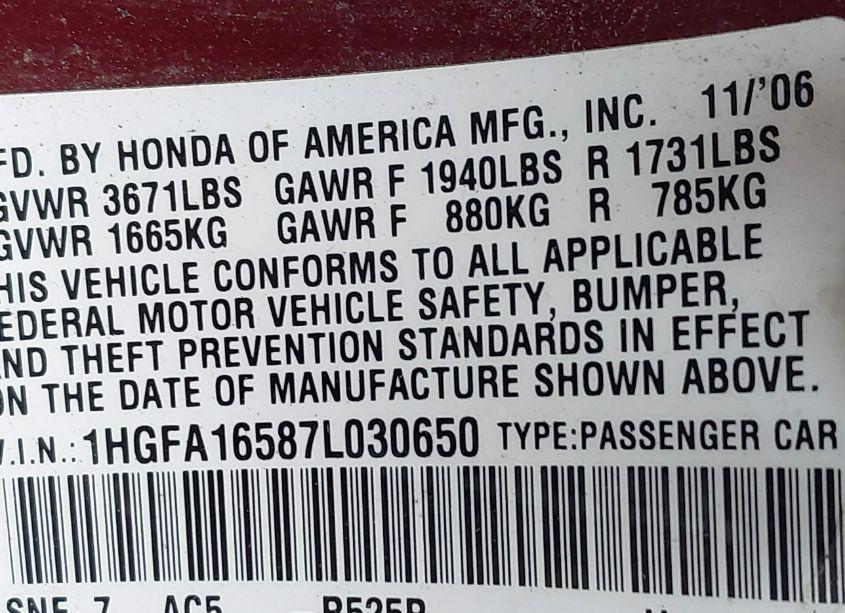 FD. BY HONDA OF AMERICA MFG., INC. 11/'06
GVWR 3671LBS GAWR F 1940LBS R 1731LBS
GVWR 1665KG GAWR F 880KG R 785KG
HIS VEHICLE CONFORMS TO ALL APPLICABLE
EDERAL MOTOR VEHICLE SAFETY, BUMPER,
ND THEFT PREVENTION STANDARDS IN EFFECT
ON THE DATE OF MANUFACTURE SHOWN ABOVE.
V.I.N.: 1HGFA16587L030650 TYPE:PASSENGER CAR